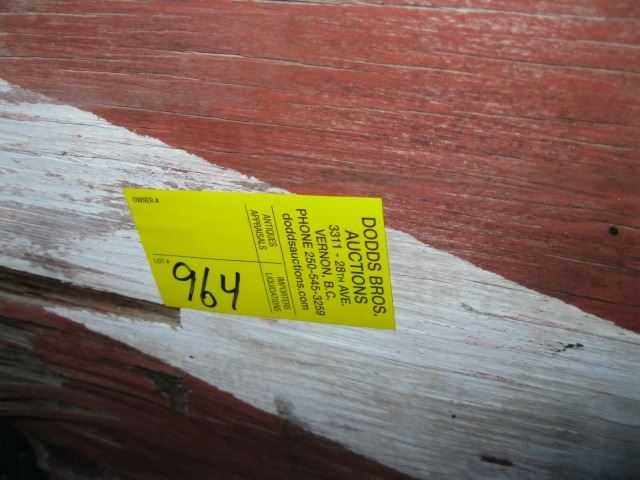 DODDS BROS.
AUCTIONS
3311 - 28TH AVE.
VERNON, B.C.
PHONE 250-545-3259
doddsauctions.com
ANTIQUES
APPRAISALS
IMPORTERS
LIQUIDATIONS
OWNER #
LOT #
964